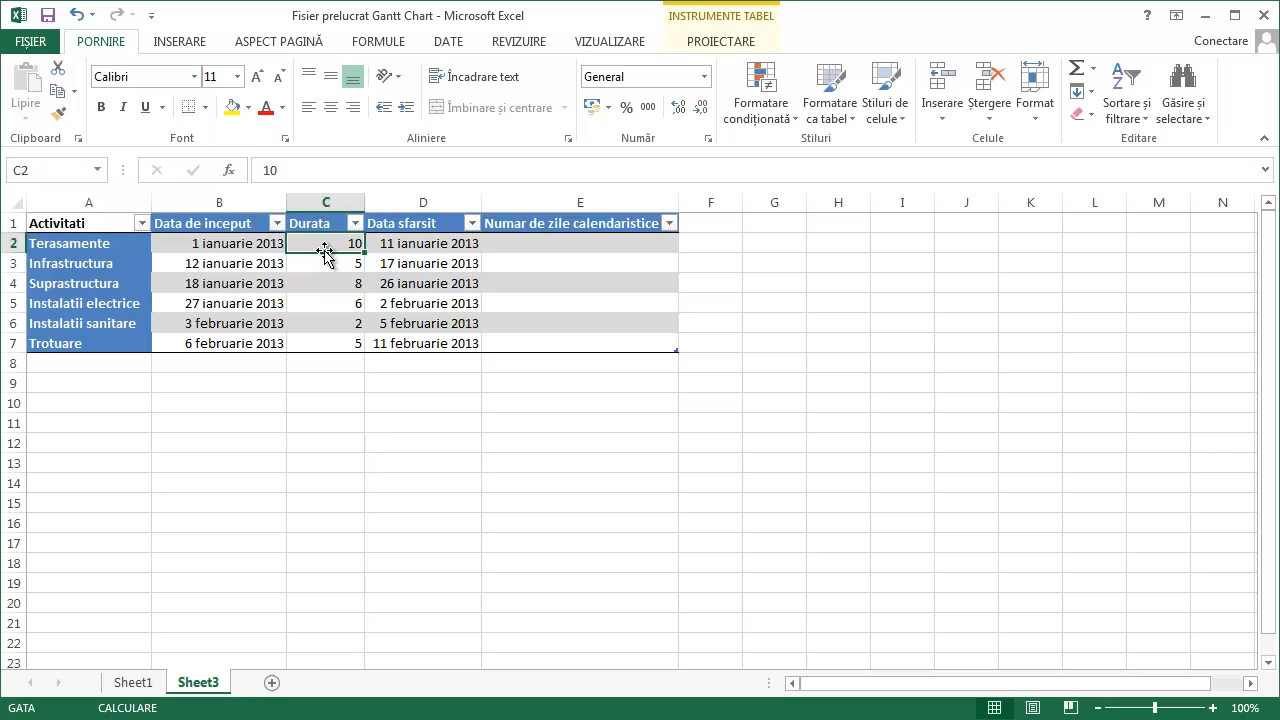 Fisier prelucrat Gantt Chart - Microsoft Excel
INSTRUMENTE TABEL
?
FIȘIER PORNIRE INSERARE ASPECT PAGINĂ FORMULE DATE REVIZUIRE VIZUALIZARE PROIECTARE Conectare
Lipire
Clipboard
Calibri 11
B I U A
Font
Încadrare text
Îmbinare și centrare
Aliniere
General
% 000
Număr
Formatare condiționată
Formatare ca tabel
Stiluri de celule
Stiluri
Inserare Ștergere Format
Celule
Sortare și filtrare
Găsire și selectare
Editare
C2 fx 10
A B C D E F G H I J K L M N
1 Activitati Data de inceput Durata Data sfarsit Numar de zile calendaristice
2 Terasamente 1 ianuarie 2013 10 11 ianuarie 2013
3 Infrastructura 12 ianuarie 2013 5 17 ianuarie 2013
4 Suprastructura 18 ianuarie 2013 8 26 ianuarie 2013
5 Instalatii electrice 27 ianuarie 2013 6 2 februarie 2013
6 Instalatii sanitare 3 februarie 2013 2 5 februarie 2013
7 Trotuare 6 februarie 2013 5 11 februarie 2013
8
9
10
11
12
13
14
15
16
17
18
19
20
21
22
23
Sheet1 Sheet3
GATA CALCULARE 100%